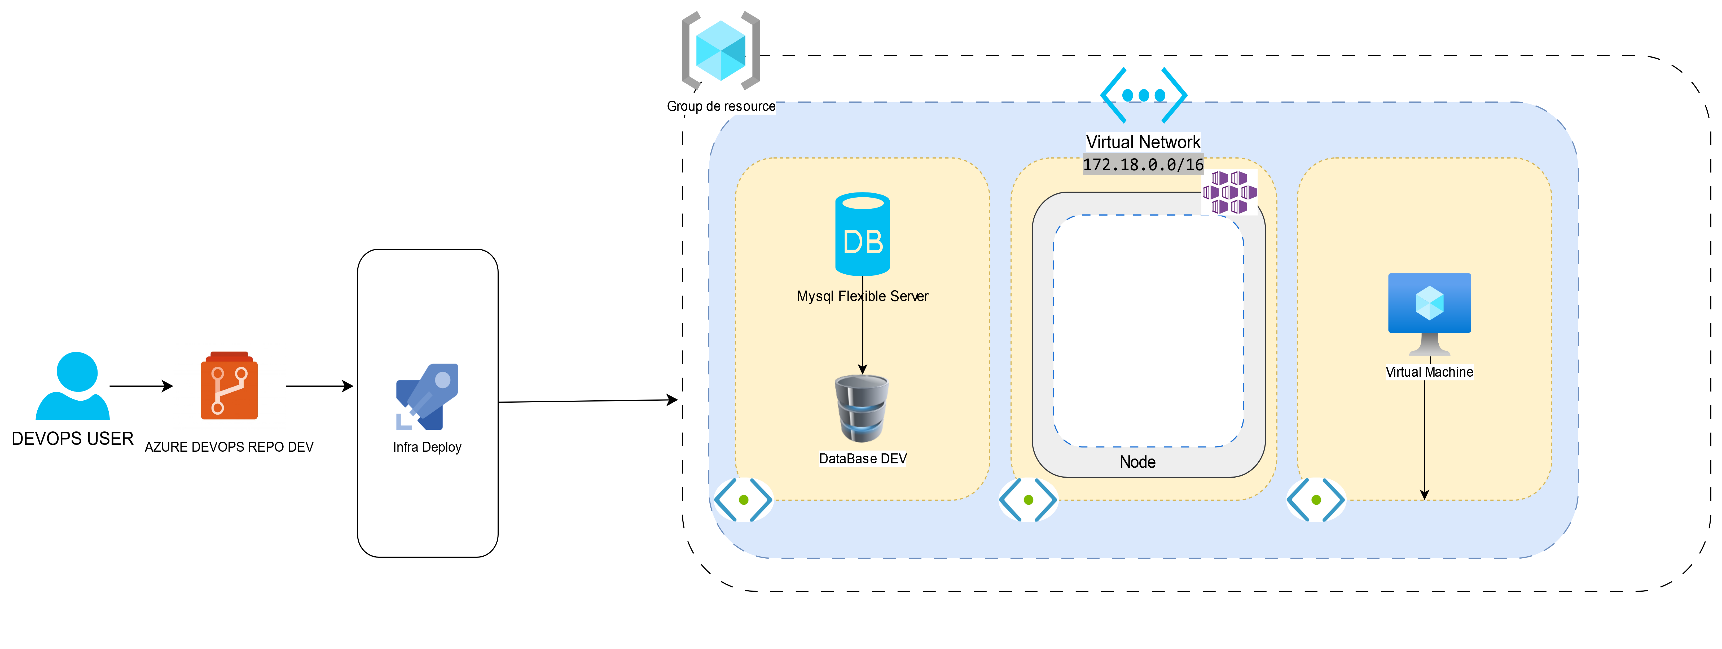 Group de resource
Virtual Network
172.18.0.0/16
DB
Mysql Flexible Server
DataBase DEV
Node
Virtual Machine
DEVOPS USER
AZURE DEVOPS REPO DEV
Infra Deploy